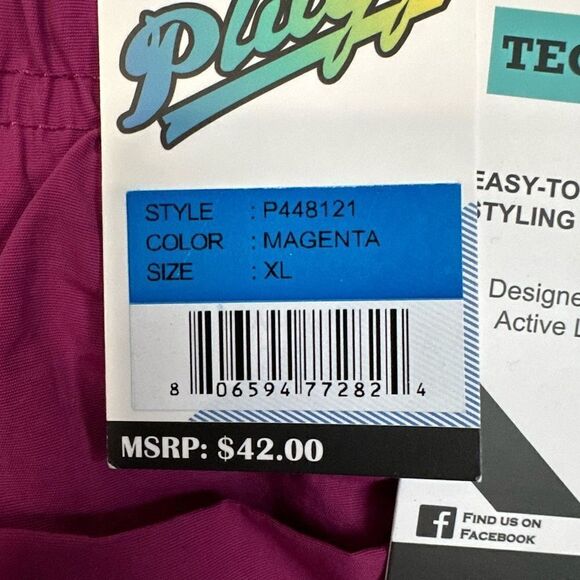 STYLE : P448121
COLOR : MAGENTA
SIZE : XL
8 06594 77282 4
MSRP: $42.00
TEC
EASY-TO
STYLING
Designe
Active L
FIND US ON
FACEBOOK